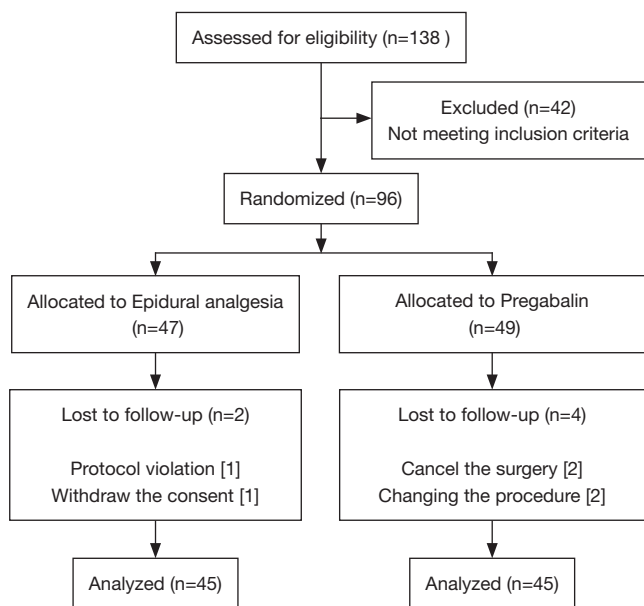 Assessed for eligibility (n=138 )
Excluded (n=42)
Not meeting inclusion criteria
Randomized (n=96)
Allocated to Epidural analgesia
(n=47)
Allocated to Pregabalin
(n=49)
Lost to follow-up (n=2)
Protocol violation [1]
Withdraw the consent [1]
Lost to follow-up (n=4)
Cancel the surgery [2]
Changing the procedure [2]
Analyzed (n=45)
Analyzed (n=45)